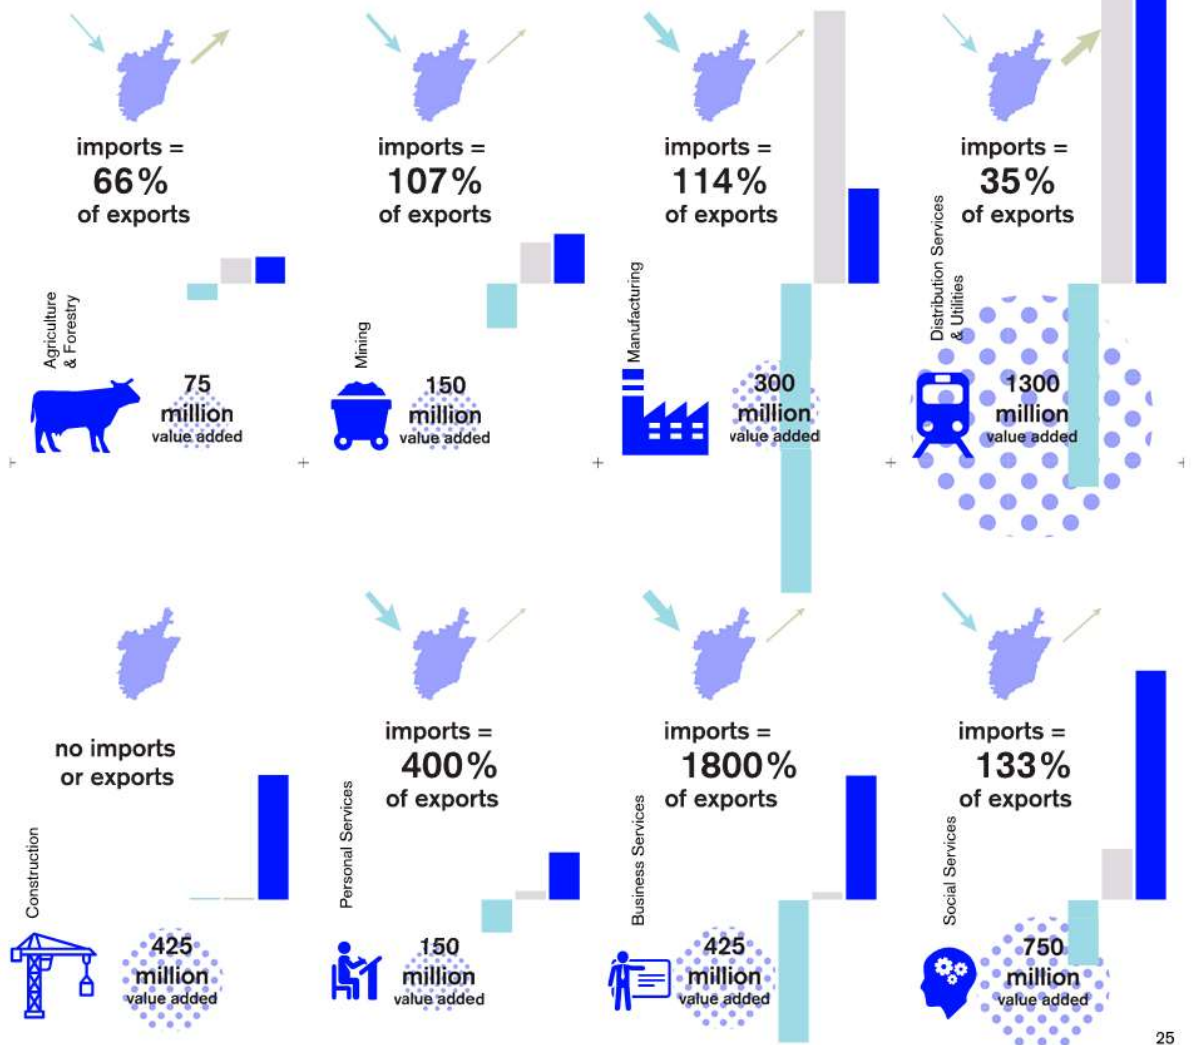 imports =
66%
of exports
Agriculture
& Forestry
75
million
value added
imports =
107%
of exports
Mining
150
million
value added
imports =
114%
of exports
Manufacturing
300
million
value added
imports =
35%
of exports
Distribution Services
& Utilities
1300
million
value added
no imports
or exports
Construction
425
million
value added
imports =
400%
of exports
Personal Services
150
million
value added
imports =
1800%
of exports
Business Services
425
million
value added
imports =
133%
of exports
Social Services
750
million
value added
25